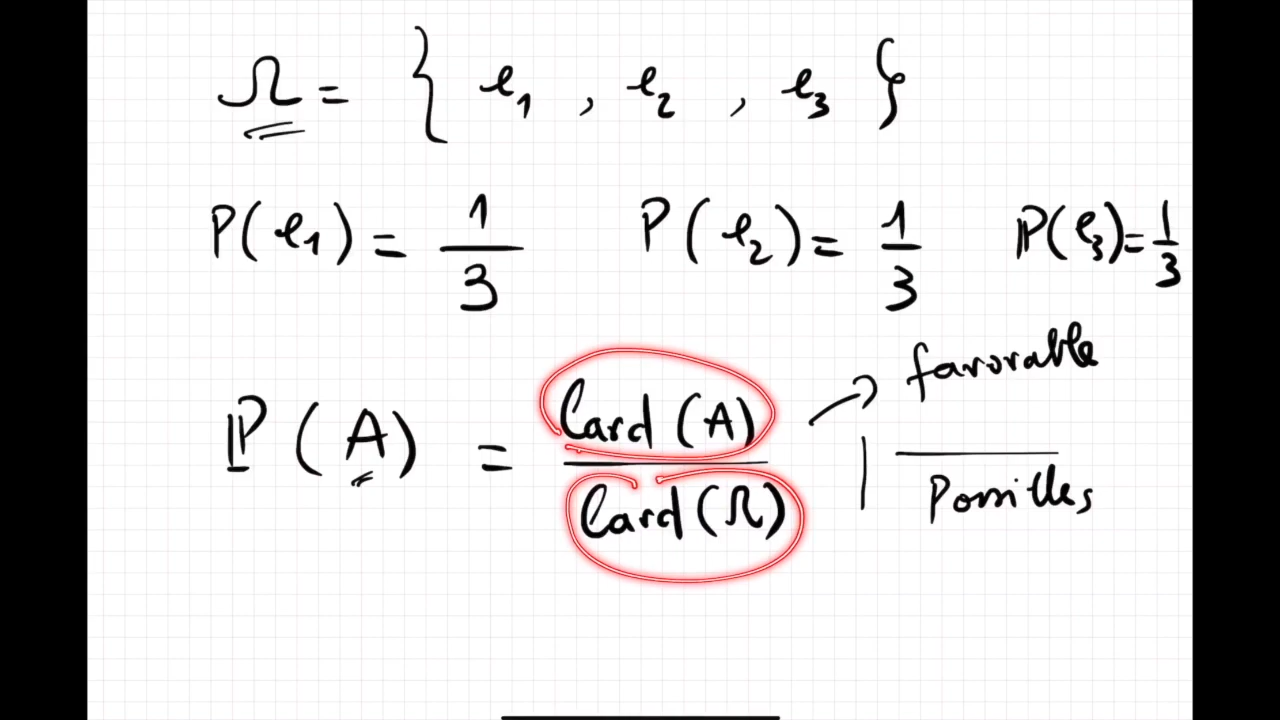 Ω = { e₁ , e₂ , e₃ }
P(e₁) = 1/3 P(e₂) = 1/3 P(e₃) = 1/3
P(A) = Card(A) / Card(Ω) → favorable / Possibles